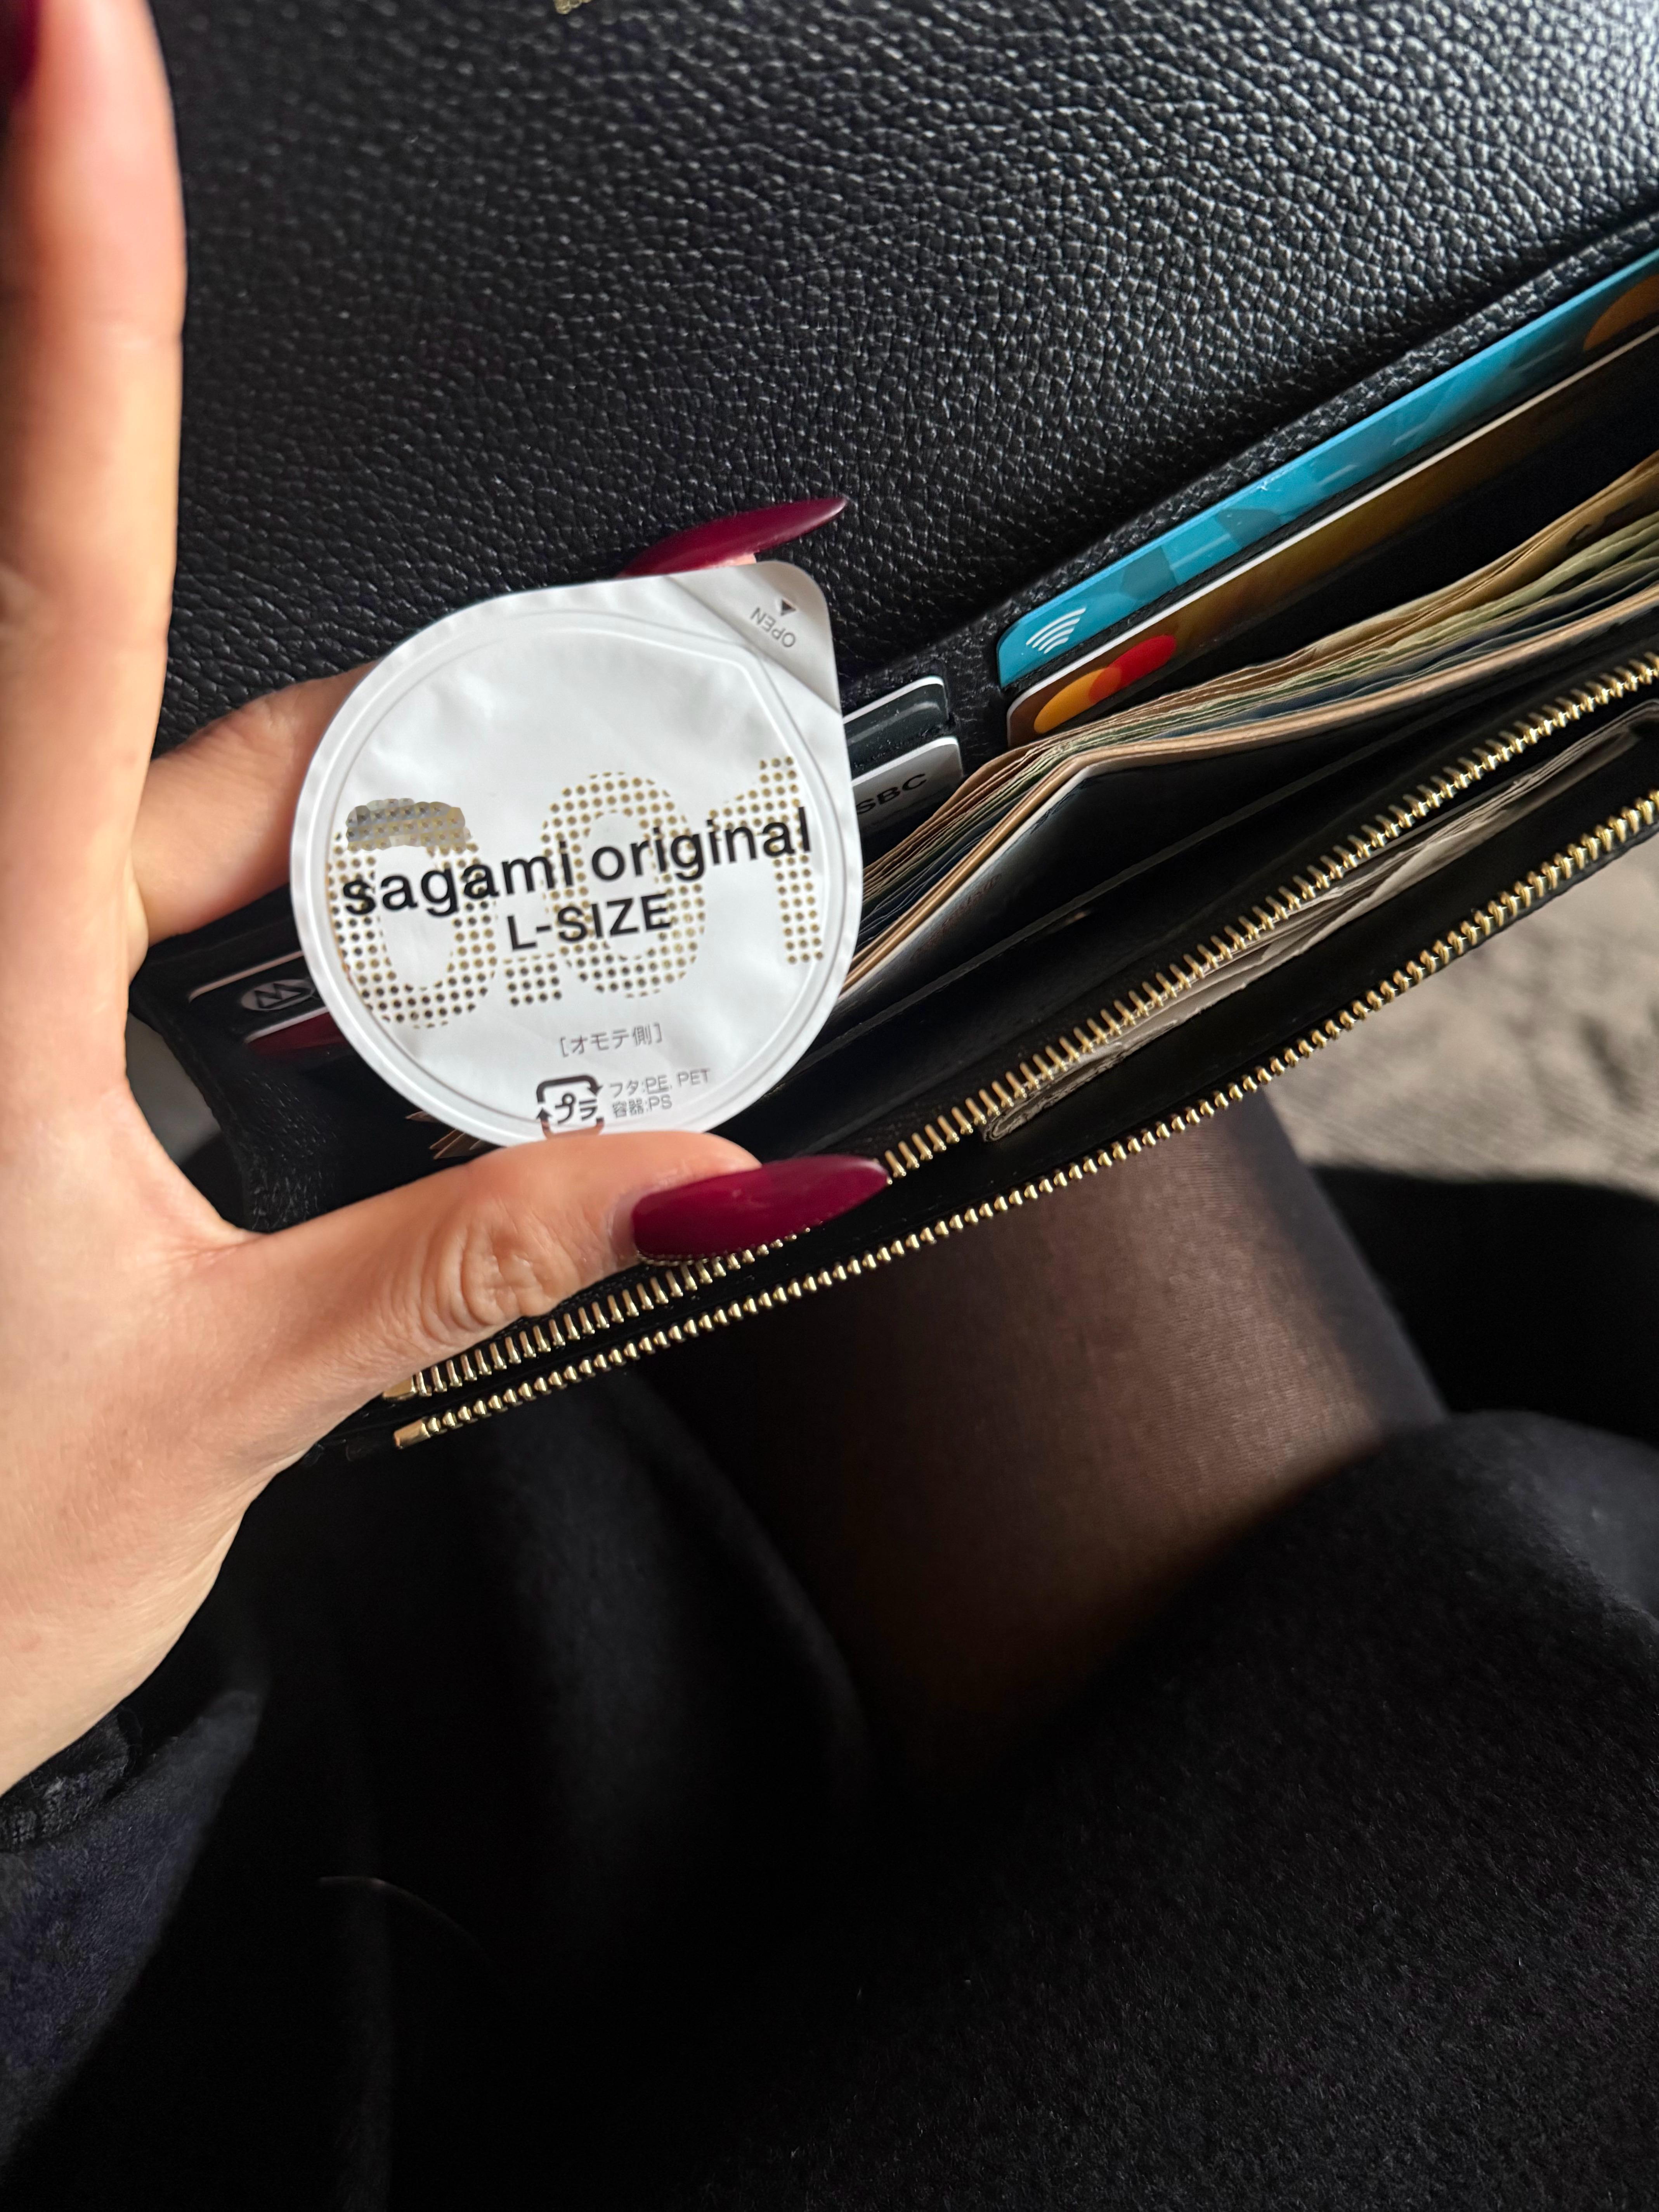 OPEN
0.01
sagami original
L-SIZE
[オモテ側]
プラ
フタ:PE, PET
容器:PS
SBC